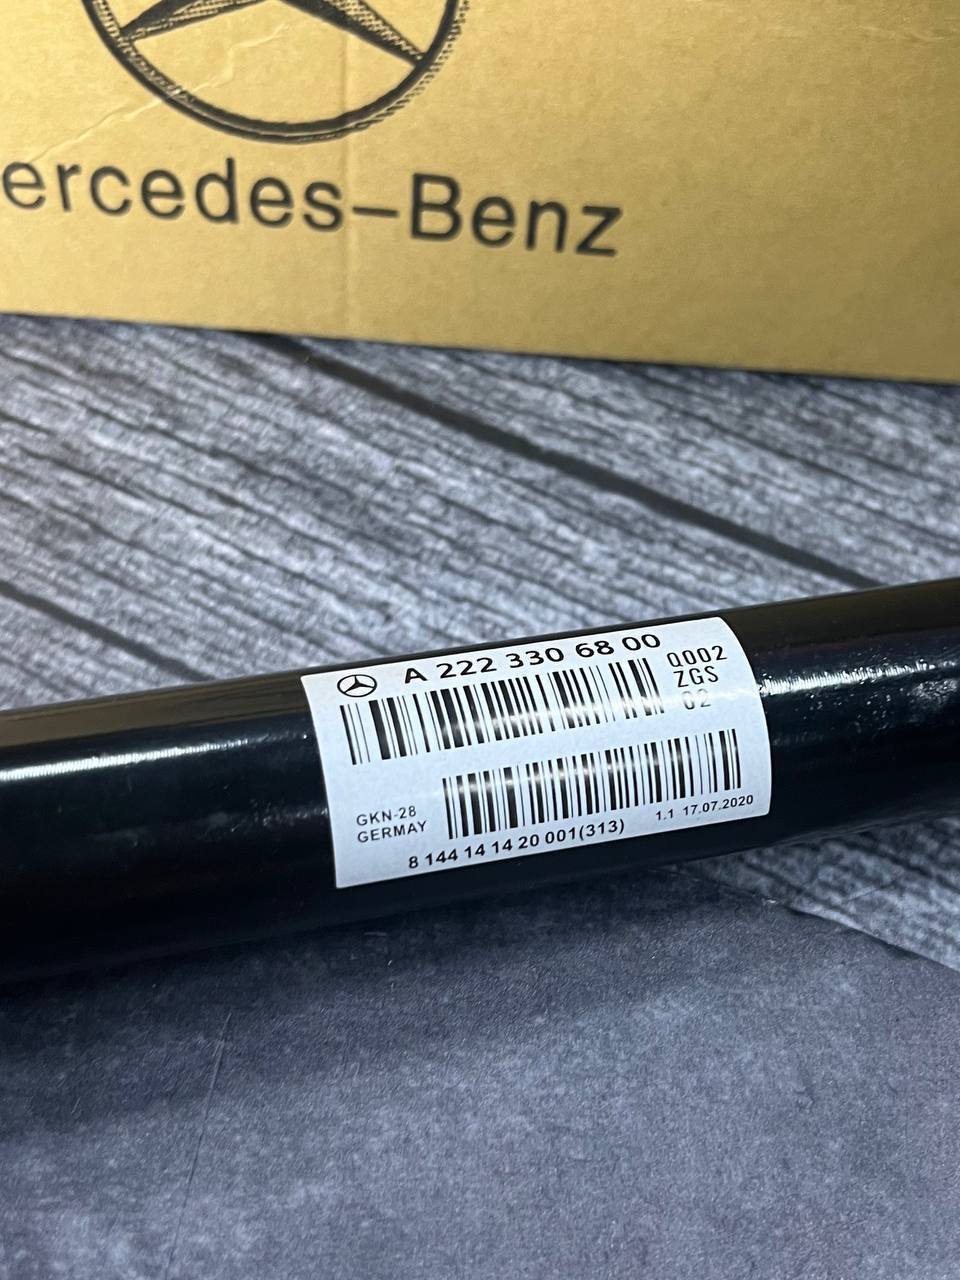 ercedes-Benz
A 222 330 68 00
Q002
ZGS
02
GKN-28
GERMAY
8 144 14 14 20 001(313)
1.1 17.07.2020